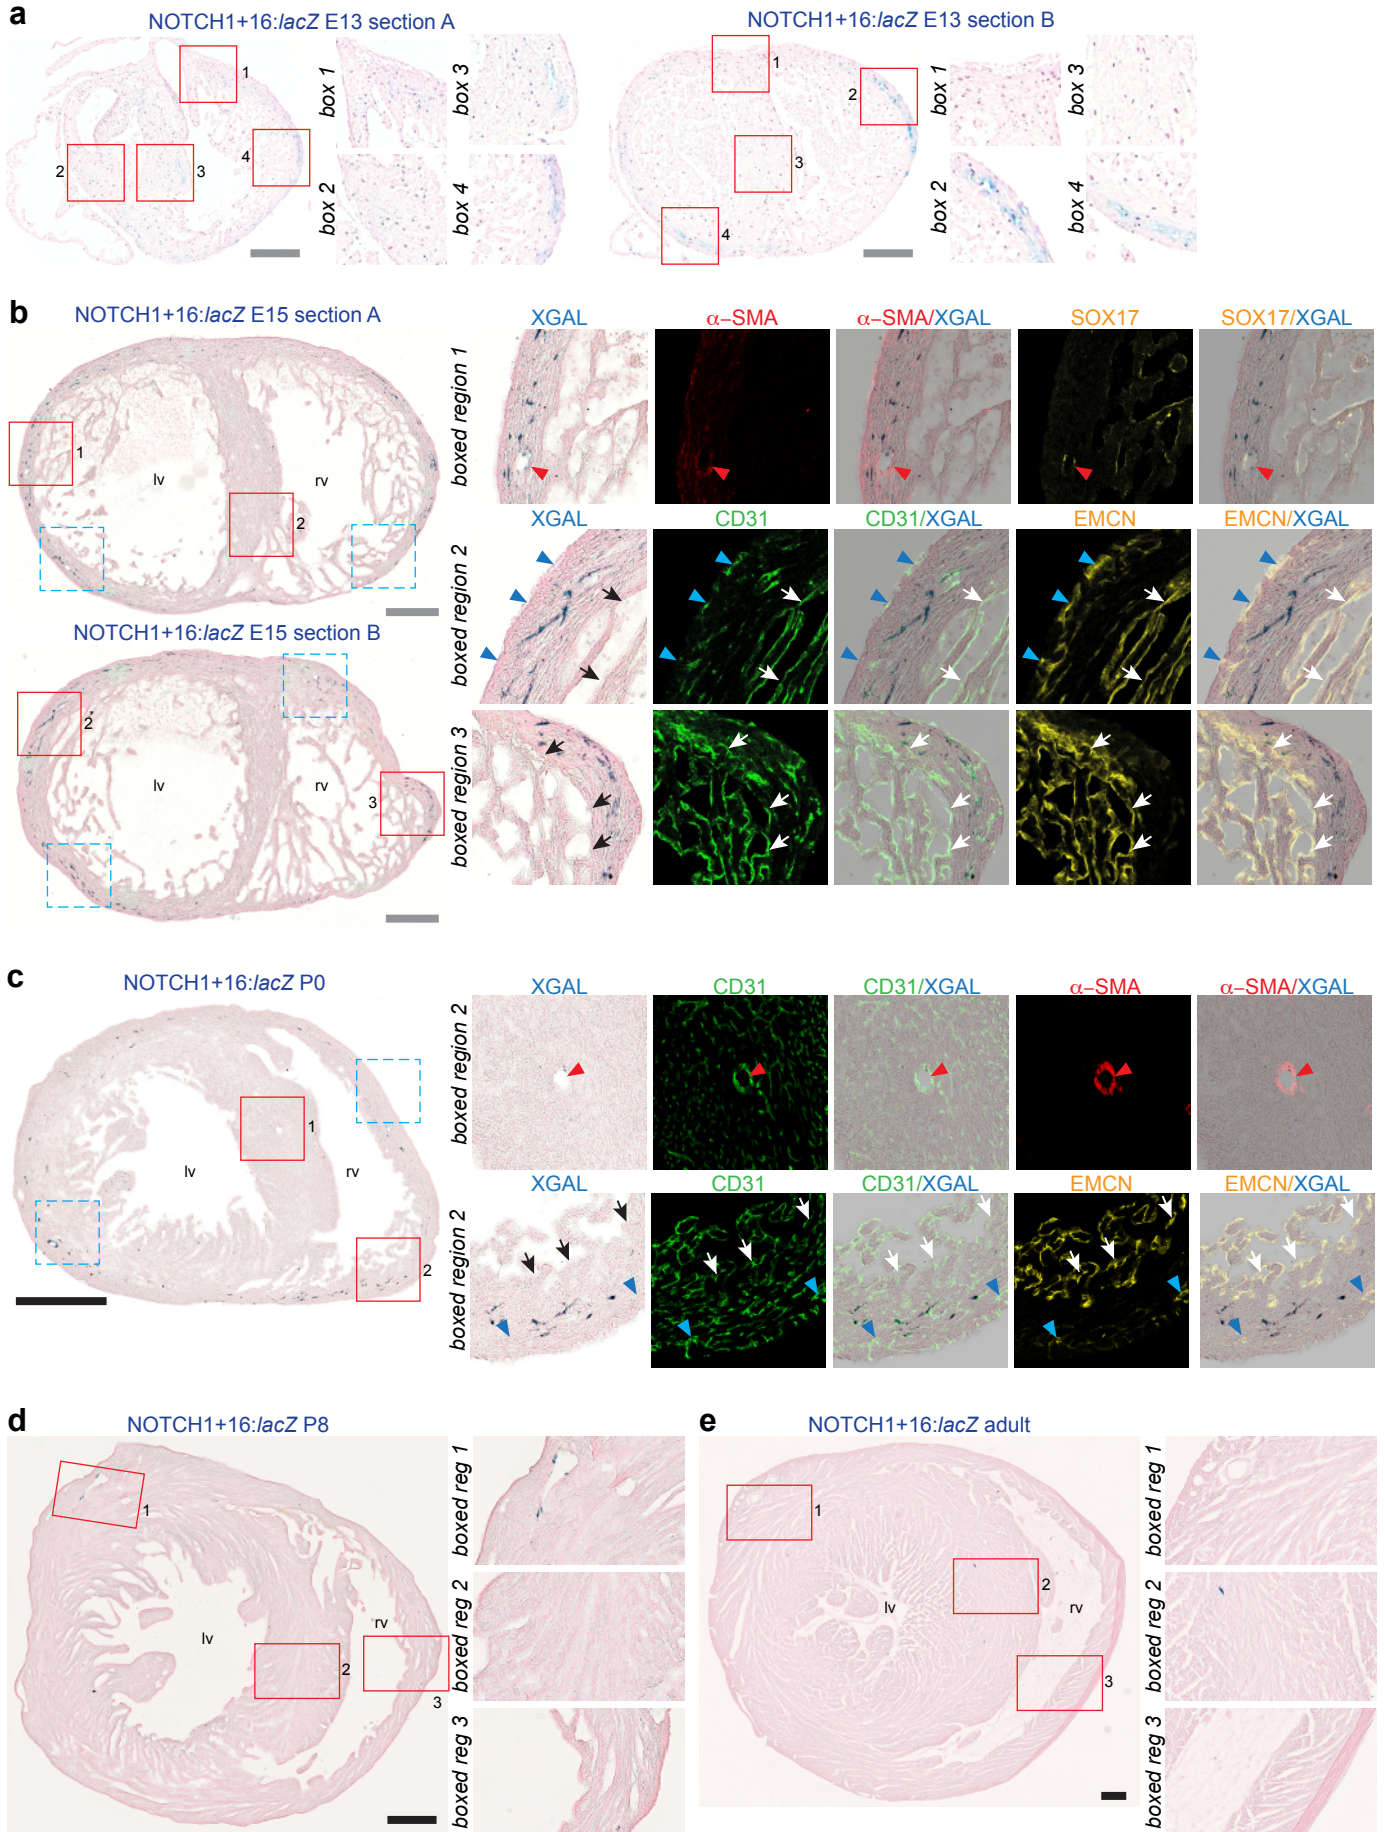 a
NOTCH1+16:lacZ E13 section A
NOTCH1+16:lacZ E13 section B
1
2
3
4
box 1
box 3
box 2
box 4
1
2
3
4
box 1
box 3
box 2
box 4
b
NOTCH1+16:lacZ E15 section A
1
lv
rv
2
NOTCH1+16:lacZ E15 section B
2
lv
rv
3
XGAL
α–SMA
α–SMA/XGAL
SOX17
SOX17/XGAL
boxed region 1
XGAL
CD31
CD31/XGAL
EMCN
EMCN/XGAL
boxed region 2
boxed region 3
c
NOTCH1+16:lacZ P0
1
lv
rv
2
XGAL
CD31
CD31/XGAL
α–SMA
α–SMA/XGAL
boxed region 2
XGAL
CD31
CD31/XGAL
EMCN
EMCN/XGAL
boxed region 2
d
NOTCH1+16:lacZ P8
1
lv
rv
2
3
boxed reg 1
boxed reg 2
boxed reg 3
e
NOTCH1+16:lacZ adult
1
lv
2
rv
3
boxed reg 1
boxed reg 2
boxed reg 3